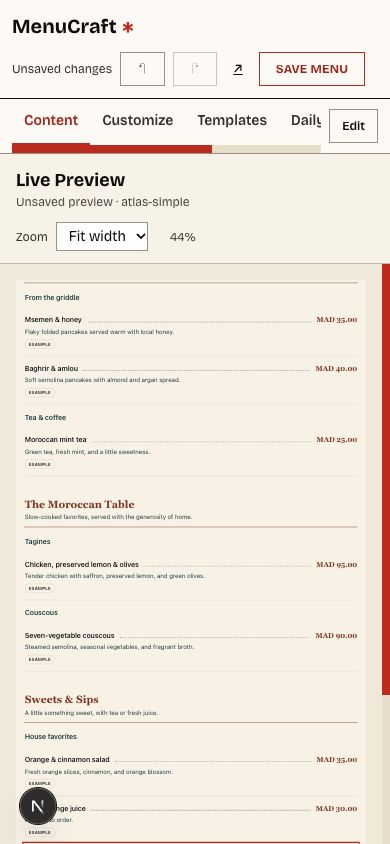 MenuCraft *
Unsaved changes
SAVE MENU
Content Customize Templates Daily
Edit
Live Preview
Unsaved preview · atlas-simple
Zoom Fit width 44%
From the griddle
Msemen & honey MAD 35.00
Flaky folded pancakes served warm with local honey.
EXAMPLE
Baghrir & amlou MAD 40.00
Soft semolina pancakes with almond and argan spread.
EXAMPLE
Tea & coffee
Moroccan mint tea MAD 25.00
Green tea, fresh mint, and a little sweetness.
EXAMPLE
The Moroccan Table
Slow-cooked favorites, served with the generosity of home.
Tagines
Chicken, preserved lemon & olives MAD 95.00
Tender chicken with saffron, preserved lemon, and green olives.
EXAMPLE
Couscous
Seven-vegetable couscous MAD 90.00
Steamed semolina, seasonal vegetables, and fragrant broth.
EXAMPLE
Sweets & Sips
A little something sweet, with tea or fresh juice.
House favorites
Orange & cinnamon salad MAD 35.00
Fresh orange slices, cinnamon, and orange blossom.
EXAMPLE
nge juice MAD 30.00
to order.
EXAMPLE
N